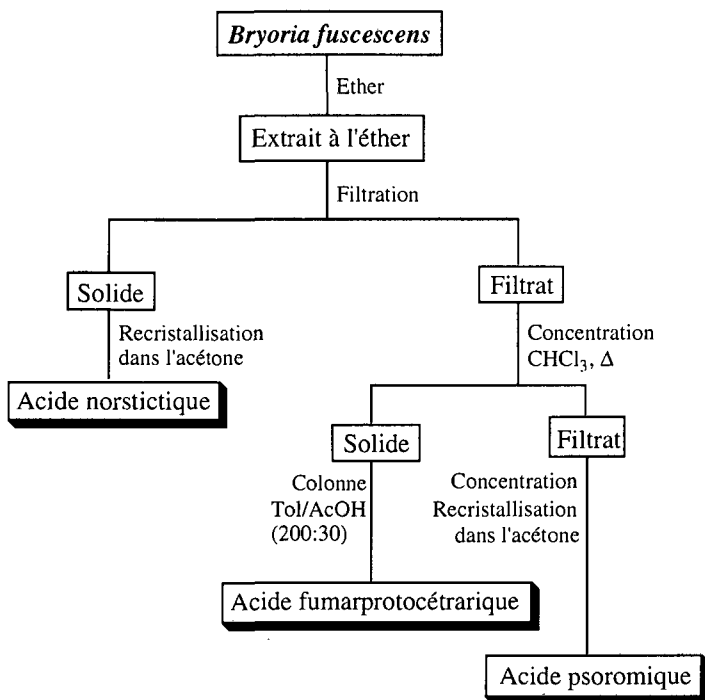 Bryoria fuscescens
Ether
Extrait à l'éther
Filtration
Solide
Filtrat
Recristallisation
dans l'acétone
Concentration
CHCl₃, Δ
Acide norstictique
Solide
Filtrat
Colonne
Tol/AcOH
(200:30)
Concentration
Recristallisation
dans l'acétone
Acide fumarprotocétrarique
Acide psoromique